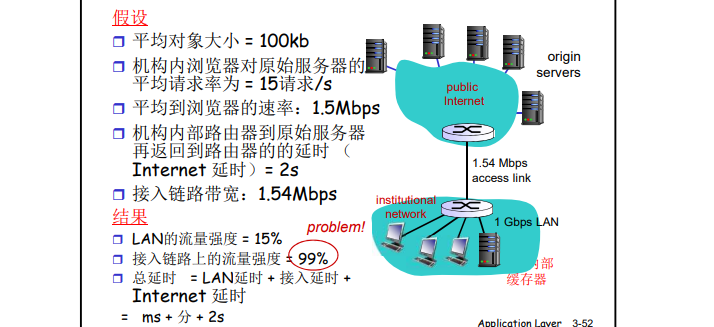 假设
平均对象大小 = 100kb
机构内浏览器对原始服务器的
平均请求率为 = 15请求/s
平均到浏览器的速率：1.5Mbps
机构内部路由器到原始服务器
再返回到路由器的的延时 （
Internet 延时）= 2s
接入链路带宽：1.54Mbps
结果
LAN的流量强度 = 15%
接入链路上的流量强度 = 99%
总延时 = LAN延时 + 接入延时 +
Internet 延时
= ms + 分 + 2s
problem!
origin
servers
public
Internet
1.54 Mbps
access link
institutional
network
1 Gbps LAN
内部
缓存器
Application Layer 3-52